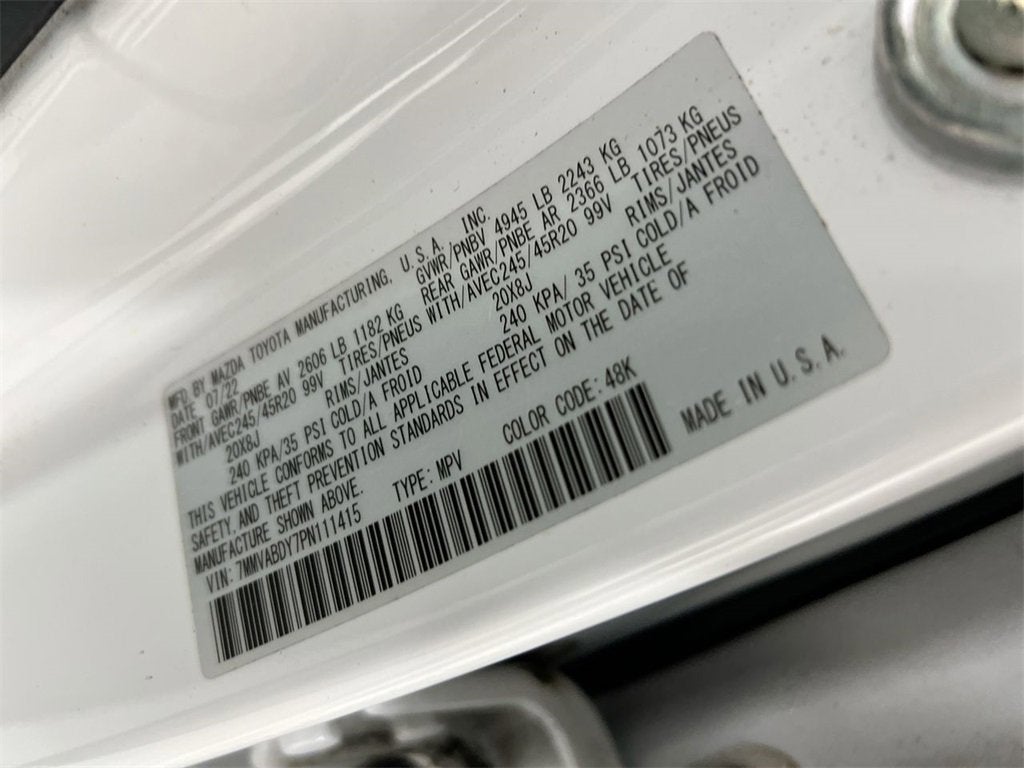 MFD. BY MAZDA TOYOTA MANUFACTURING, U.S.A. INC.
DATE 07/22 GVWR/PNBV 4945 LB 2243 KG
FRONT GAWR/PNBE AV 2606 LB 1182 KG REAR GAWR/PNBE AR 2366 LB 1073 KG
WITH/AVEC245/45R20 99V TIRES/PNEUS WITH/AVEC245/45R20 99V TIRES/PNEUS
20X8J RIMS/JANTES 20X8J RIMS/JANTES
240 KPA/35 PSI COLD/A FROID 240 KPA/ 35 PSI COLD/A FROID
THIS VEHICLE CONFORMS TO ALL APPLICABLE FEDERAL MOTOR VEHICLE
SAFETY, AND THEFT PREVENTION STANDARDS IN EFFECT ON THE DATE OF
MANUFACTURE SHOWN ABOVE.
VIN: 7MMVABDY7PN111415 TYPE: MPV COLOR CODE: 48K
MADE IN U.S.A.